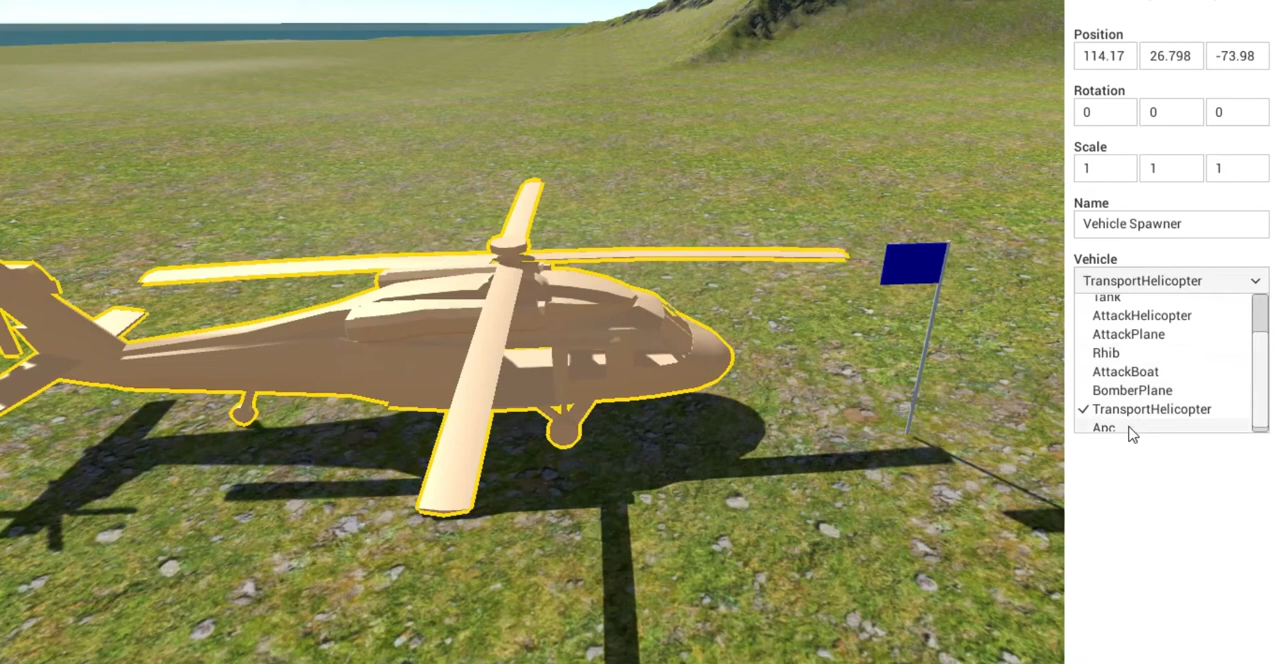 Position
114.17 26.798 -73.98
Rotation
0 0 0
Scale
1 1 1
Name
Vehicle Spawner
Vehicle
TransportHelicopter
Tank
AttackHelicopter
AttackPlane
Rhib
AttackBoat
BomberPlane
TransportHelicopter
Apc